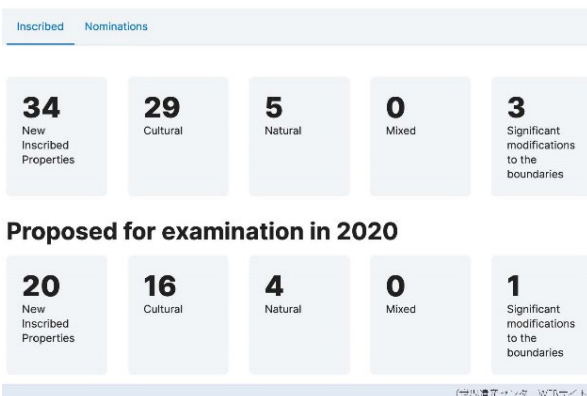 Inscribed Nominations
34 29 5 0 3
New Cultural Natural Mixed Significant
Inscribed modifications
Properties to the
boundaries
Proposed for examination in 2020
20 16 4 0 1
New Cultural Natural Mixed Significant
Inscribed modifications
Properties to the
boundaries